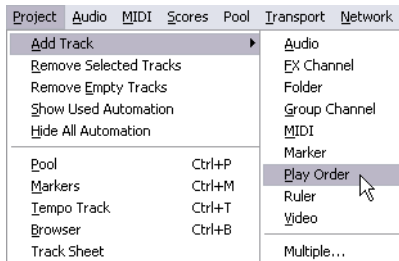 Project Audio MIDI Scores Pool Transport Network
Add Track
Remove Selected Tracks
Remove Empty Tracks
Show Used Automation
Hide All Automation
Pool Ctrl+P
Markers Ctrl+M
Tempo Track Ctrl+T
Browser Ctrl+B
Track Sheet
Audio
FX Channel
Folder
Group Channel
MIDI
Marker
Play Order
Ruler
Video
Multiple...